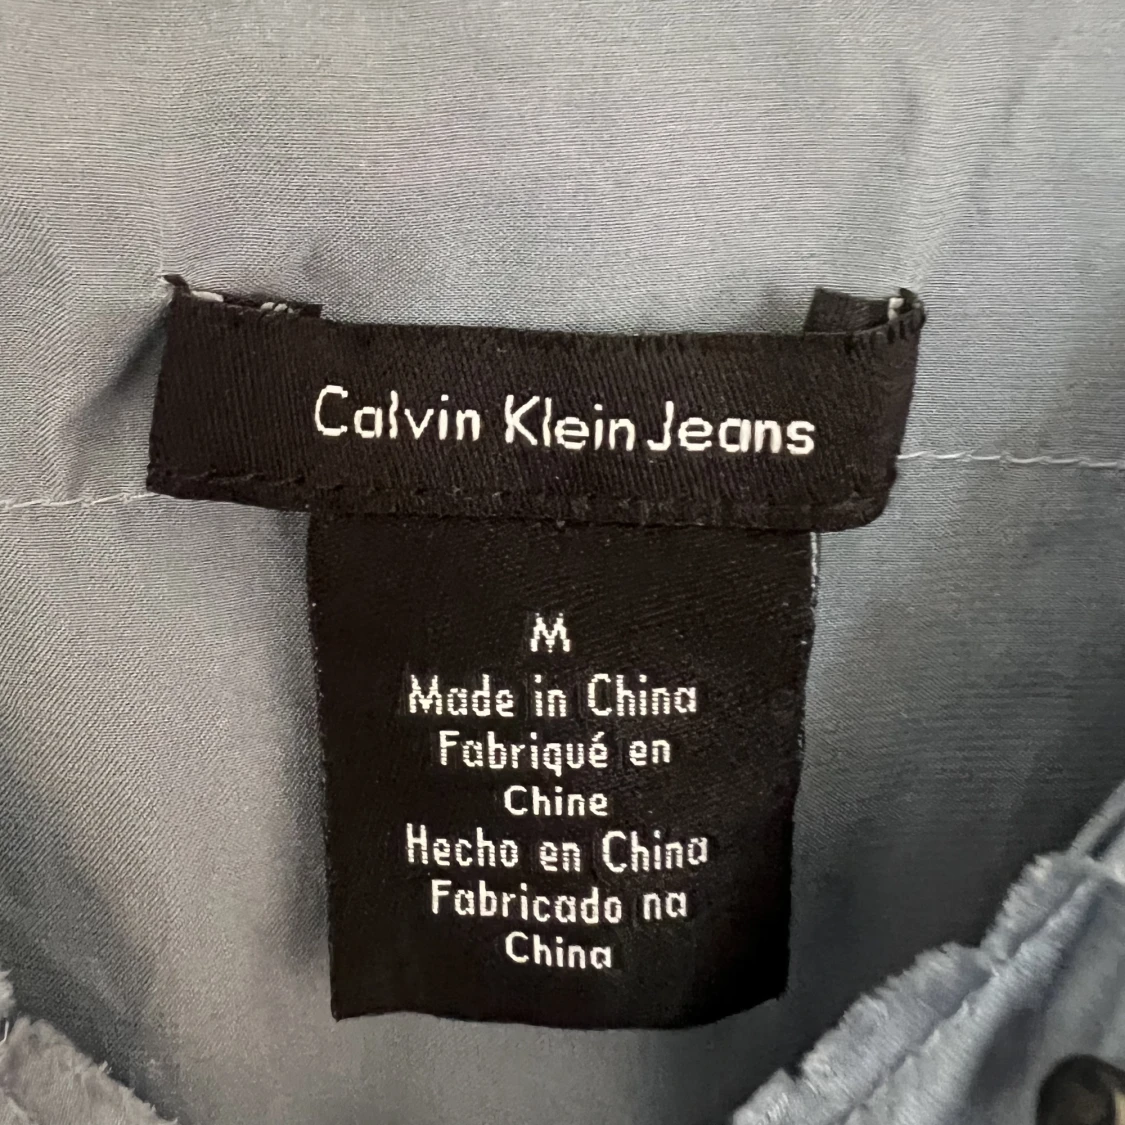 Calvin Klein Jeans
M
Made in China
Fabriqué en
Chine
Hecho en China
Fabricado na
China